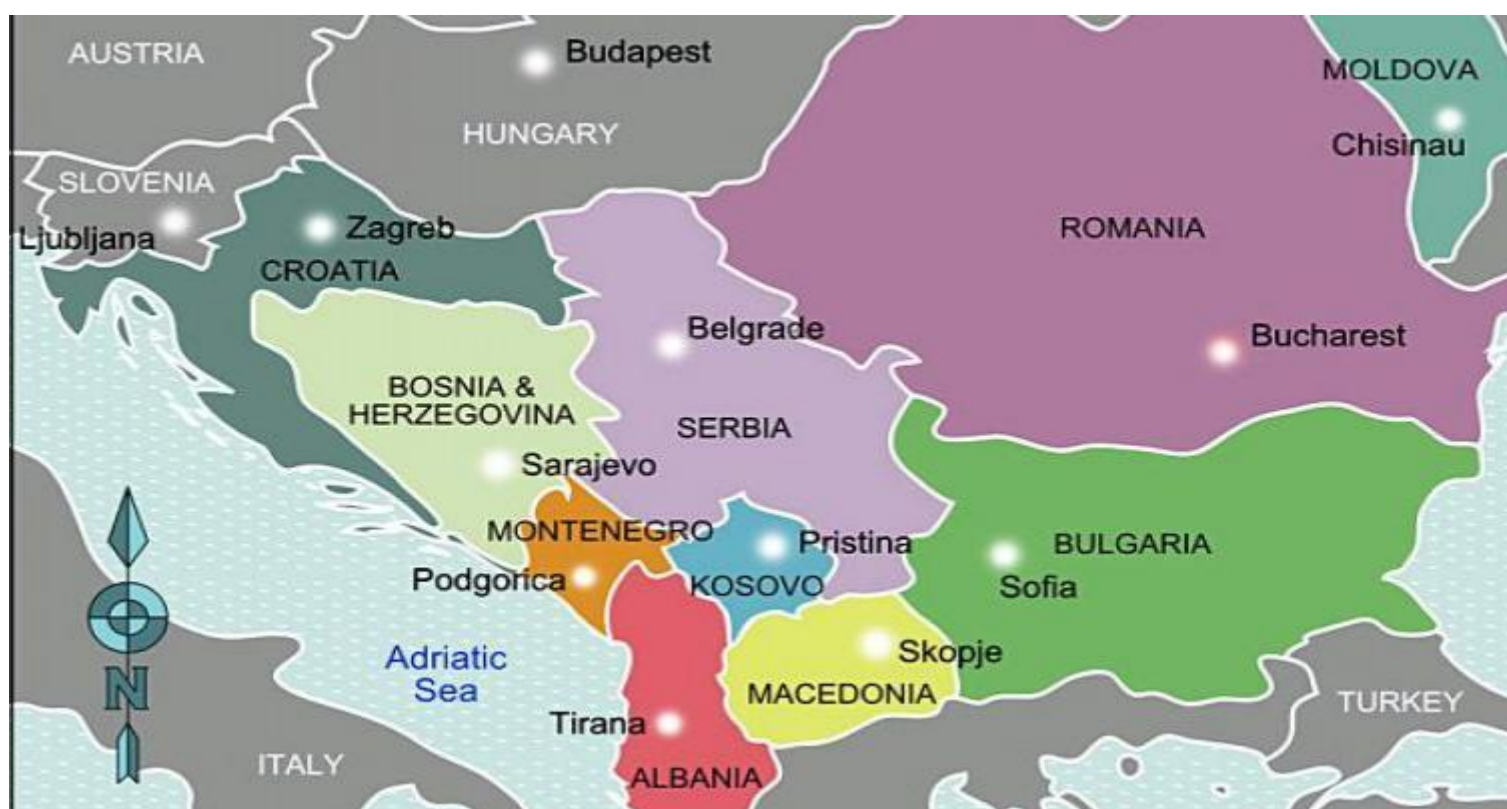 AUSTRIA
Budapest
HUNGARY
MOLDOVA
Chisinau
SLOVENIA
Ljubljana
Zagreb
CROATIA
ROMANIA
Belgrade
Bucharest
BOSNIA &
HERZEGOVINA
SERBIA
Sarajevo
MONTENEGRO
Pristina
BULGARIA
Podgorica
KOSOVO
Sofia
Adriatic
Sea
Skopje
N
MACEDONIA
TURKEY
Tirana
ITALY
ALBANIA